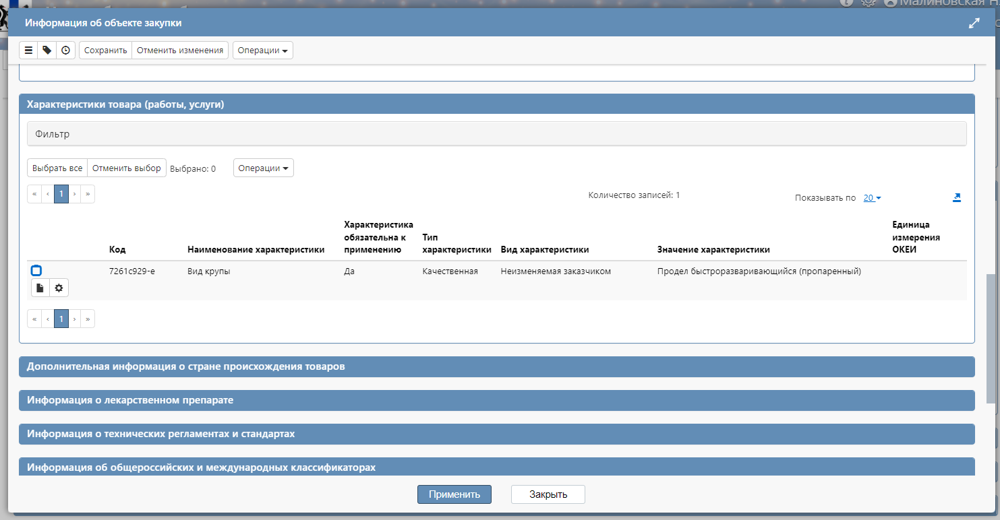 Малиновская Н.
Информация об объекте закупки
Сохранить Отменить изменения Операции
Характеристики товара (работы, услуги)
Фильтр
Выбрать все Отменить выбор Выбрано: 0 Операции
« ‹ 1 › » Количество записей: 1 Показывать по 20
Код Наименование характеристики Характеристика обязательна к применению Тип характеристики Вид характеристики Значение характеристики Единица измерения ОКЕИ
7261c929-e Вид крупы Да Качественная Неизменяемая заказчиком Продел быстроразваривающийся (пропаренный)
« ‹ 1 › »
Дополнительная информация о стране происхождения товаров
Информация о лекарственном препарате
Информация о технических регламентах и стандартах
Информация об общероссийских и международных классификаторах
Применить Закрыть